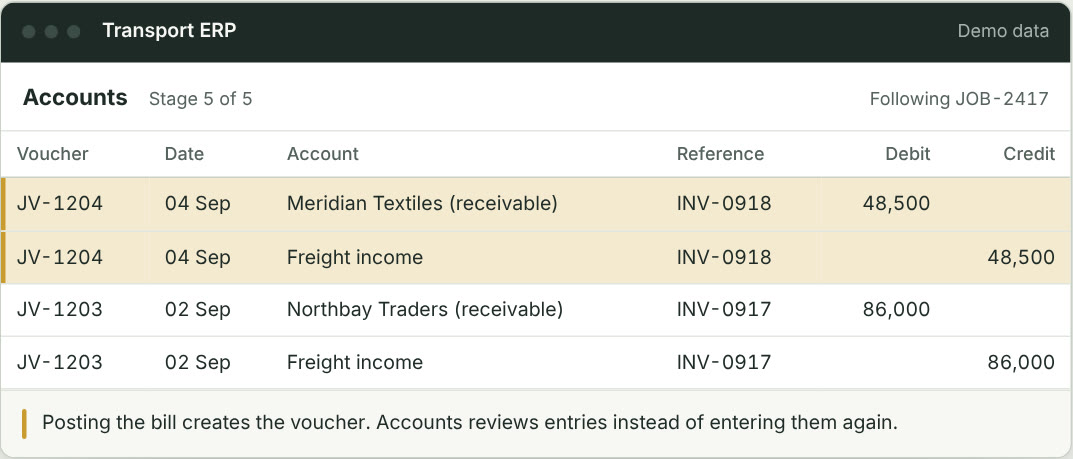 Transport ERP Demo data
Accounts Stage 5 of 5 Following JOB-2417
Voucher Date Account Reference Debit Credit
JV-1204 04 Sep Meridian Textiles (receivable) INV-0918 48,500
JV-1204 04 Sep Freight income INV-0918 48,500
JV-1203 02 Sep Northbay Traders (receivable) INV-0917 86,000
JV-1203 02 Sep Freight income INV-0917 86,000
Posting the bill creates the voucher. Accounts reviews entries instead of entering them again.